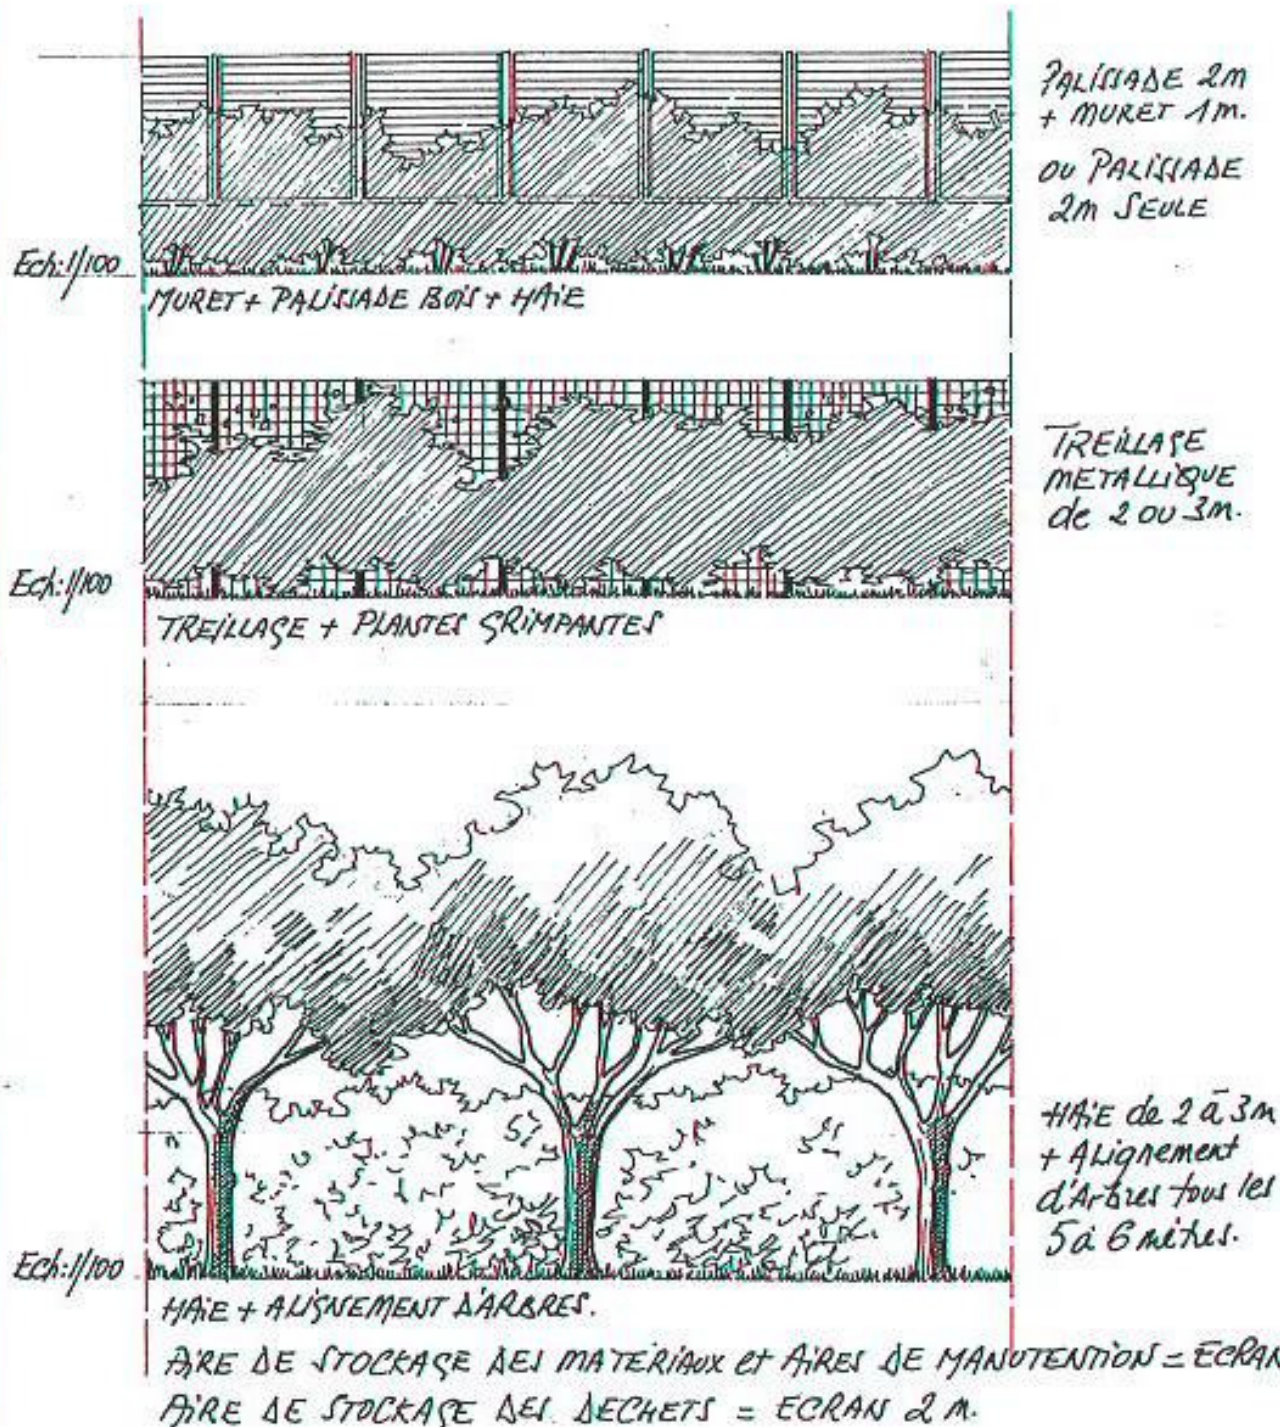 PALISSADE 2m
+ MURET 1m.
OU PALISSADE
2m SEULE
Ech: 1/100
MURET + PALISSADE BOIS + HAIE
TREILLAGE
METALLIQUE
de 2 OU 3m.
Ech: 1/100
TREILLAGE + PLANTES GRIMPANTES
HAIE de 2 à 3m
+ Alignement
d'Arbres tous les
5 à 6 mètres.
Ech: 1/100
HAIE + ALIGNEMENT D'ARBRES.
AIRE DE STOCKAGE DES MATERIAUX et AIRES DE MANUTENTION = ECRAN
AIRE DE STOCKAGE DES DECHETS = ECRAN 2 m.